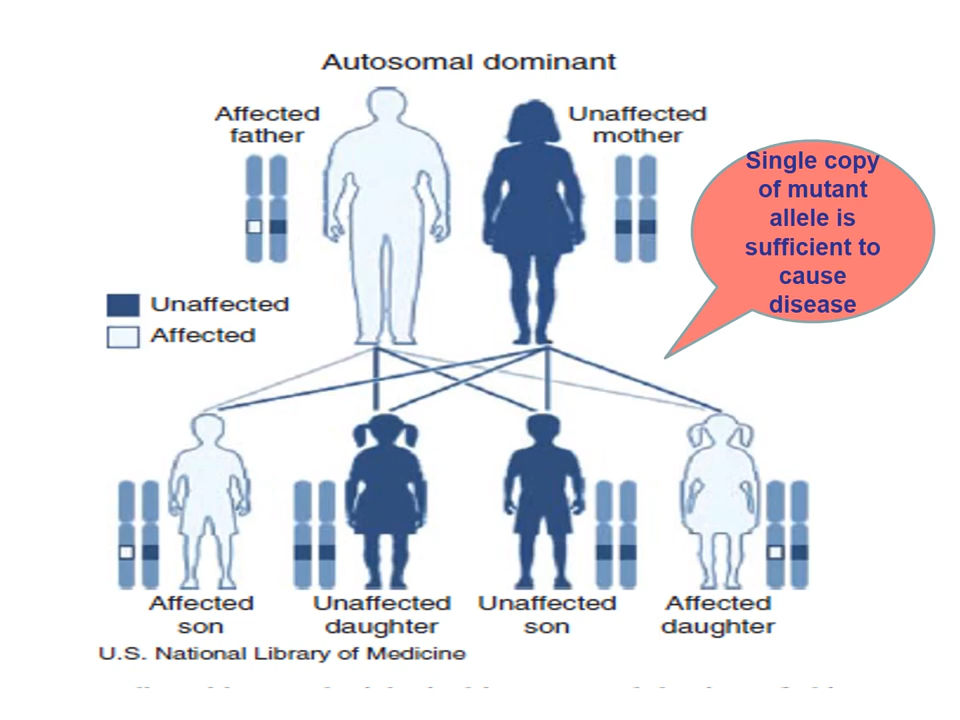 Autosomal dominant
Affected
father
Unaffected
mother
Single copy
of mutant
allele is
sufficient to
cause
disease
Unaffected
Affected
Affected
son
Unaffected
daughter
Unaffected
son
Affected
daughter
U.S. National Library of Medicine